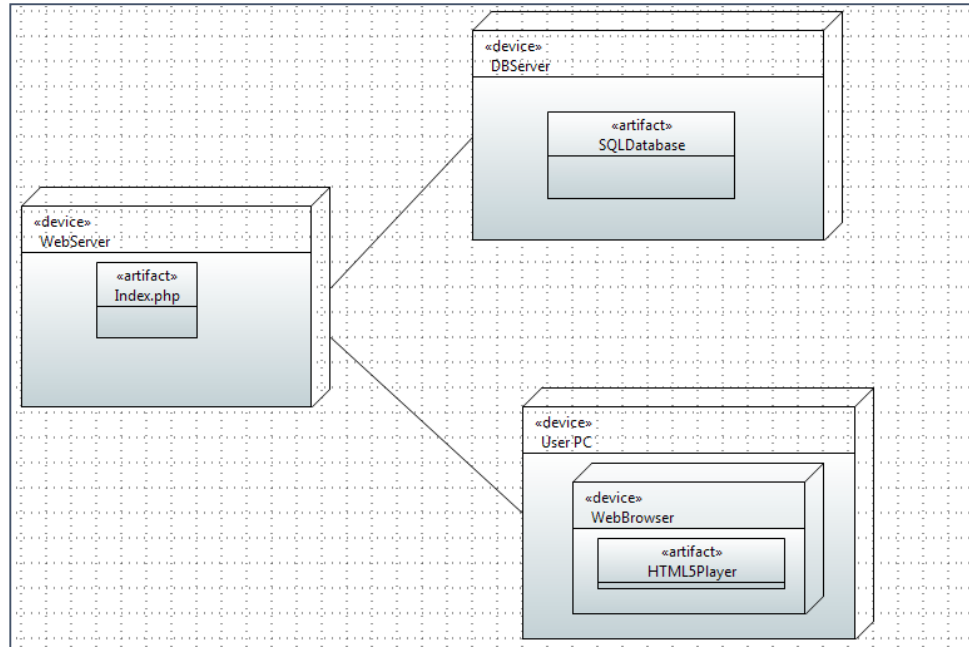 «device»
DBServer
«artifact»
SQLDatabase
«device»
WebServer
«artifact»
Index.php
«device»
User PC
«device»
WebBrowser
«artifact»
HTML5Player